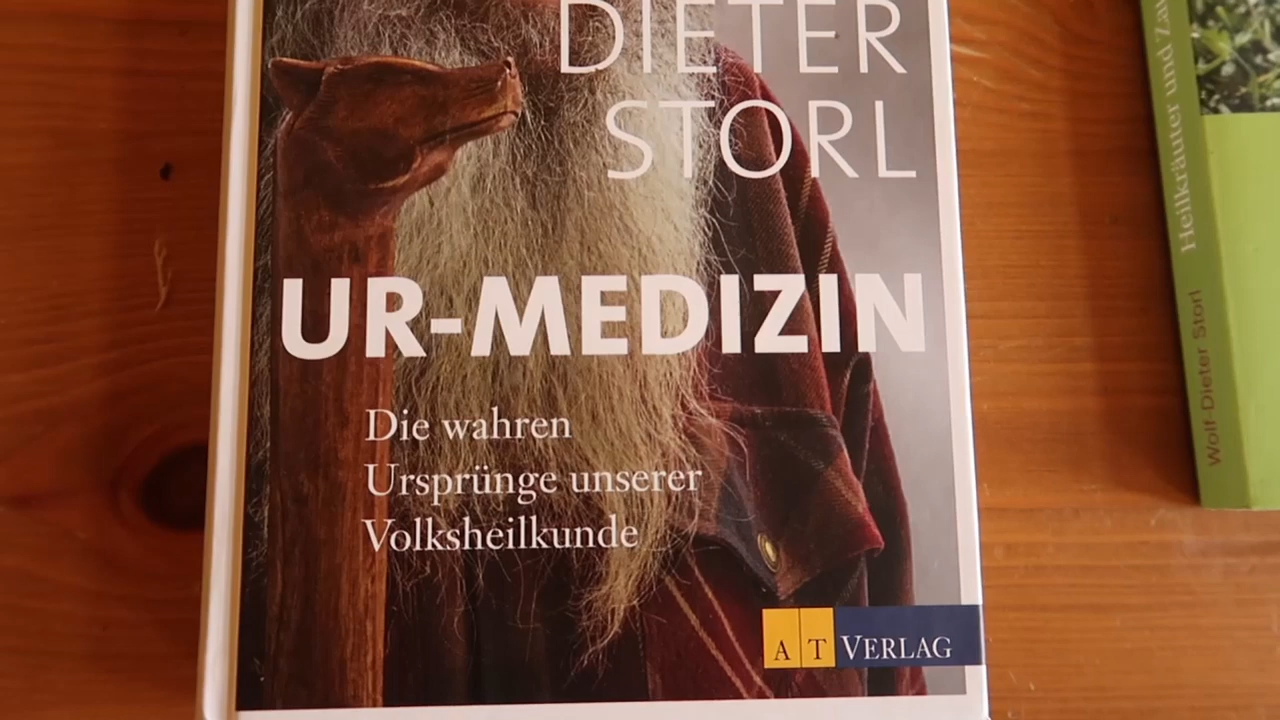 DIETER
STORL
UR-MEDIZIN
Die wahren
Ursprünge unserer
Volksheilkunde
AT VERLAG
Wolf-Dieter Storl Heilkräuter und